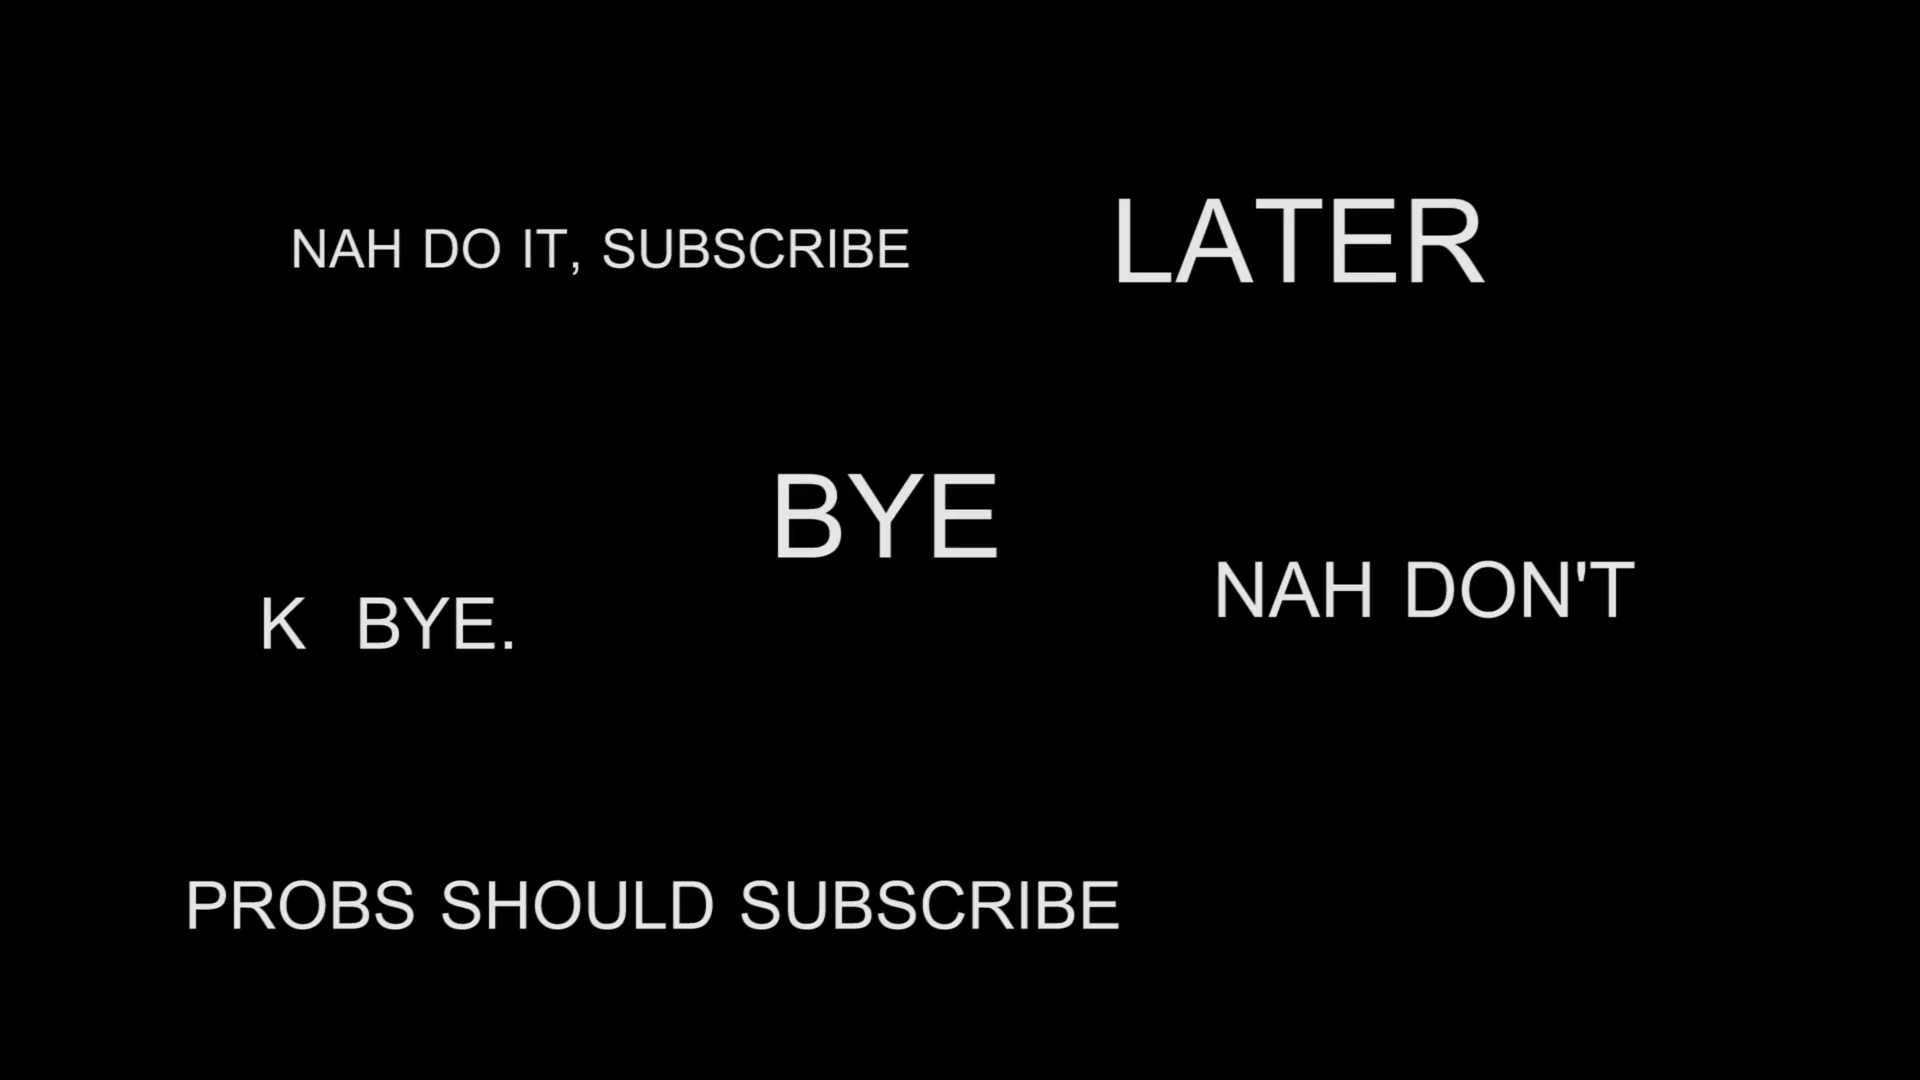 NAH DO IT, SUBSCRIBE
LATER
BYE
NAH DON'T
K  BYE.
PROBS SHOULD SUBSCRIBE